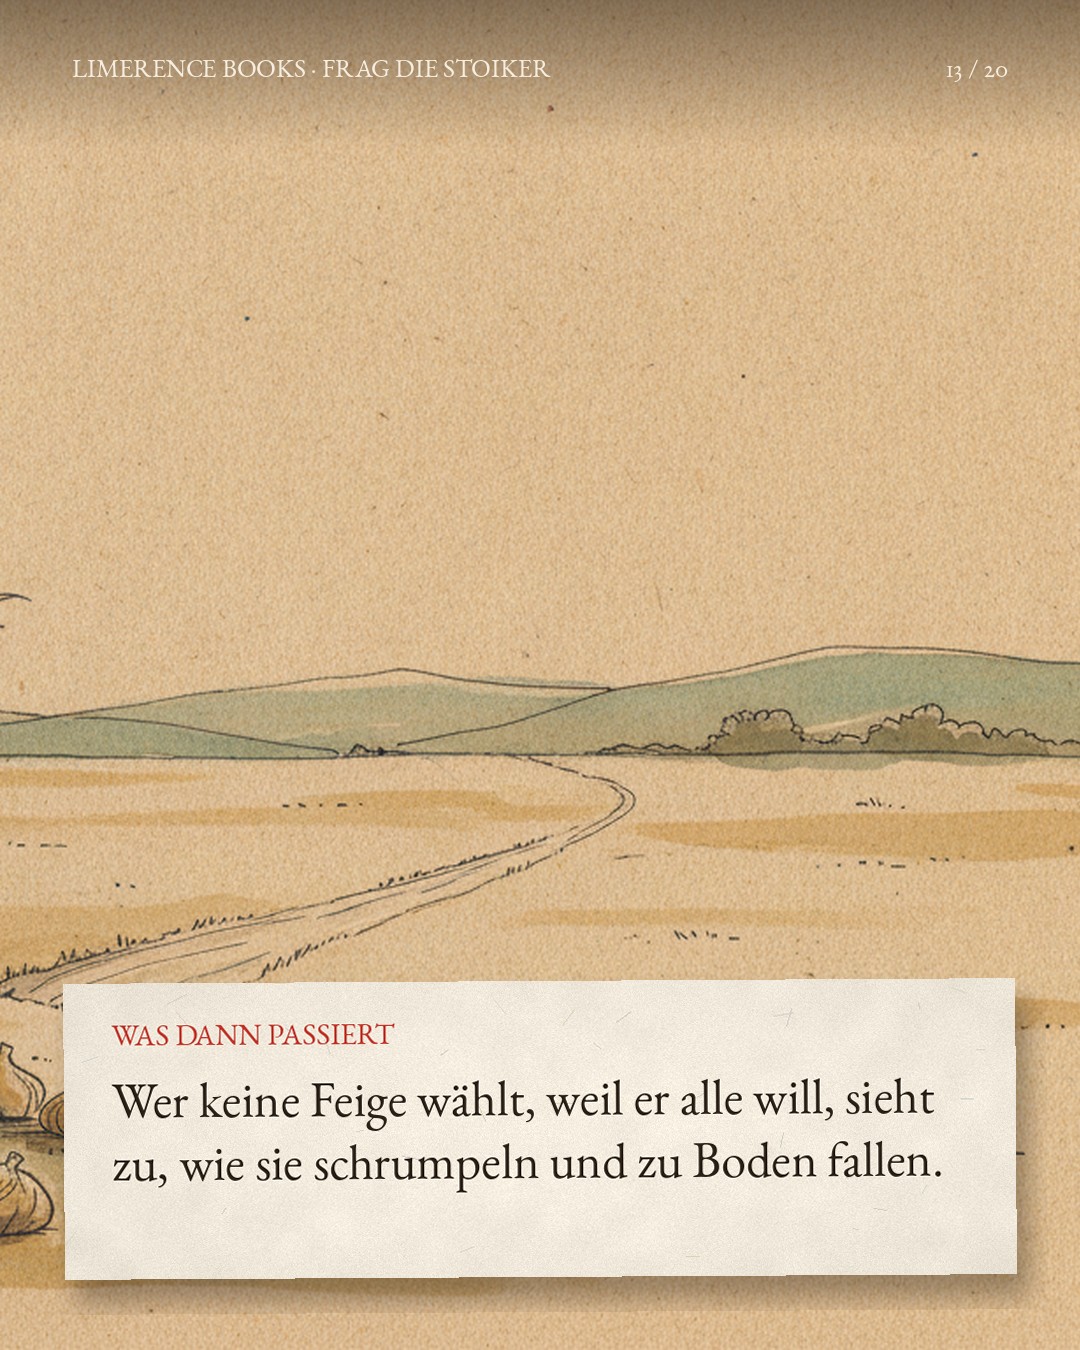 LIMERENCE BOOKS · FRAG DIE STOIKER
13 / 20
WAS DANN PASSIERT
Wer keine Feige wählt, weil er alle will, sieht
zu, wie sie schrumpeln und zu Boden fallen.